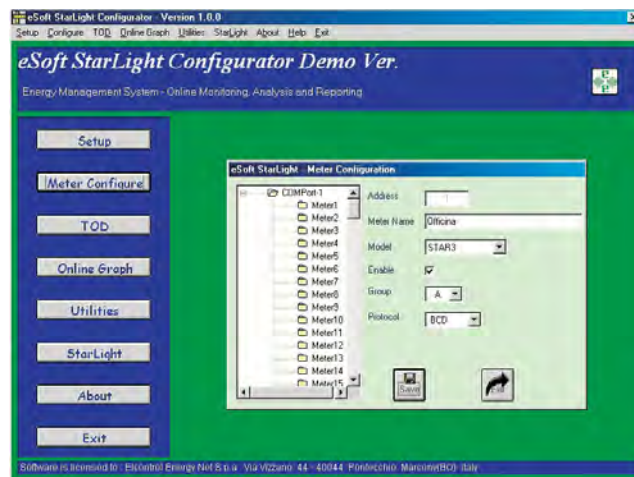 eSoft StarLight Configurator - Version 1.0.0
Setup Configure TOD Online Graph Utilities StarLight About Help Exit
eSoft StarLight Configurator Demo Ver.
Energy Management System - Online Monitoring, Analysis and Reporting
Setup
Meter Configure
TOD
Online Graph
Utilities
StarLight
About
Exit
eSoft StarLight - Meter Configuration
COMPort-1
Meter1
Meter2
Meter3
Meter4
Meter5
Meter6
Meter7
Meter8
Meter9
Meter10
Meter11
Meter12
Meter13
Meter14
Meter15
Address
Meter Name Officina
Model STAR3
Enable
Group A
Protocol BCD
Save
Exit
Software is licensed to : Elcontrol Energy Net S.p.a Via Vizzano 44 - 40044 Pontecchio Marconi(BO) Italy